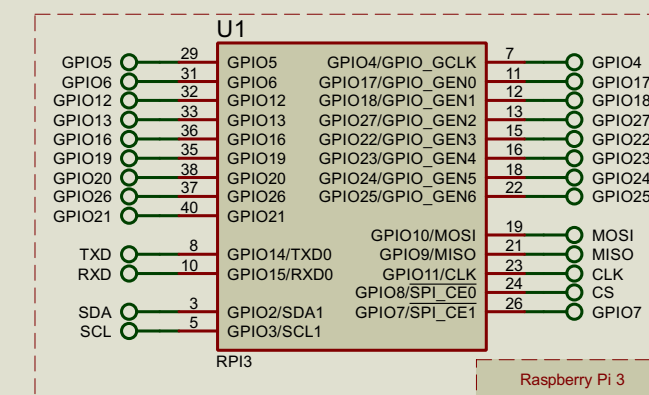 U1
GPIO5 29 GPIO5 GPIO4/GPIO_GCLK 7 GPIO4
GPIO6 31 GPIO6 GPIO17/GPIO_GEN0 11 GPIO17
GPIO12 32 GPIO12 GPIO18/GPIO_GEN1 12 GPIO18
GPIO13 33 GPIO13 GPIO27/GPIO_GEN2 13 GPIO27
GPIO16 36 GPIO16 GPIO22/GPIO_GEN3 15 GPIO22
GPIO19 35 GPIO19 GPIO23/GPIO_GEN4 16 GPIO23
GPIO20 38 GPIO20 GPIO24/GPIO_GEN5 18 GPIO24
GPIO26 37 GPIO26 GPIO25/GPIO_GEN6 22 GPIO25
GPIO21 40 GPIO21
GPIO10/MOSI 19 MOSI
TXD 8 GPIO14/TXD0 GPIO9/MISO 21 MISO
RXD 10 GPIO15/RXD0 GPIO11/CLK 23 CLK
GPIO8/SPI_CE0 24 CS
SDA 3 GPIO2/SDA1 GPIO7/SPI_CE1 26 GPIO7
SCL 5 GPIO3/SCL1
RPI3
Raspberry Pi 3